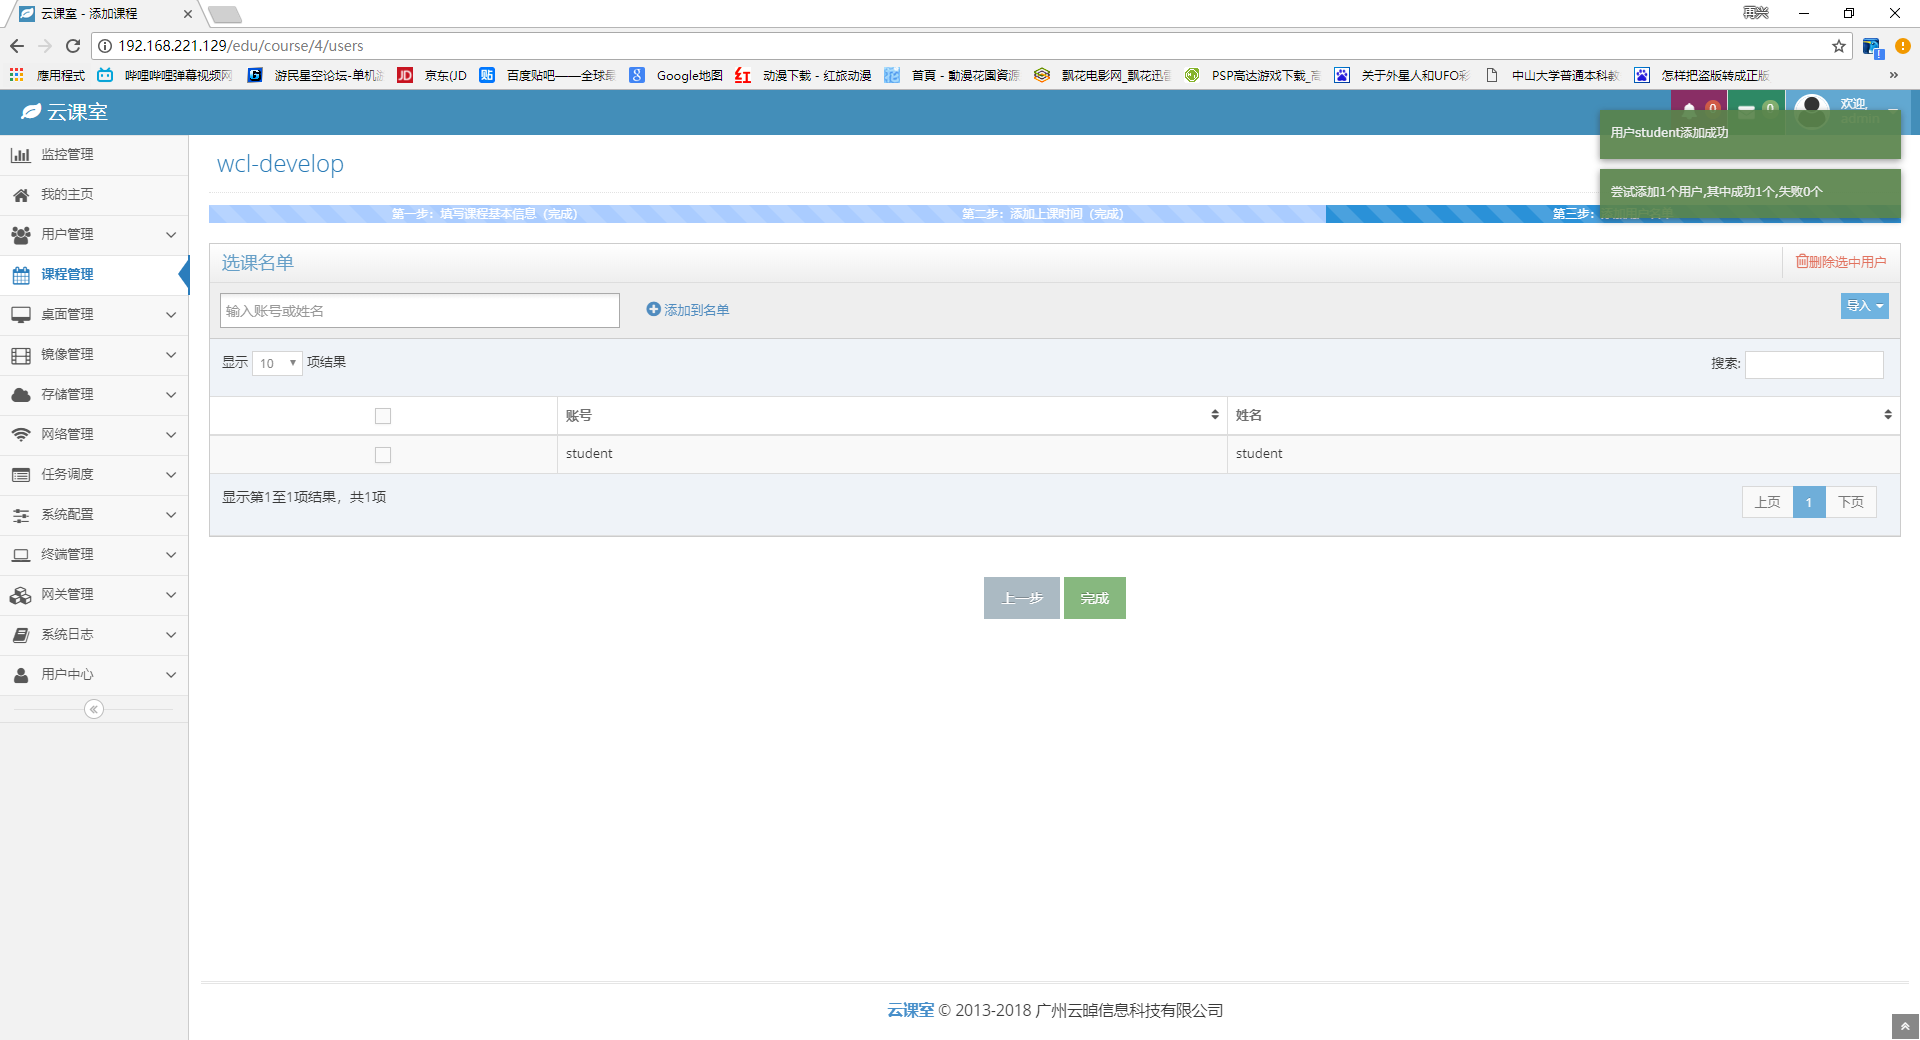 云课室 - 添加课程
再兴
192.168.221.129/edu/course/4/users
應用程式
哔哩哔哩弹幕视频网
游民星空论坛-单机游
京东(JD
百度贴吧——全球最
Google地图
动漫下载 - 红旅动漫
首頁 - 動漫花園資源
飘花电影网_飘花迅雷
PSP高达游戏下载_高
关于外星人和UFO彩
中山大学普通本科教
怎样把盗版转成正版
云课室
0
0
欢迎,
admin
用户student添加成功
尝试添加1个用户,其中成功1个,失败0个
监控管理
我的主页
用户管理
课程管理
桌面管理
镜像管理
存储管理
网络管理
任务调度
系统配置
终端管理
网关管理
系统日志
用户中心
wcl-develop
第一步：填写课程基本信息（完成）
第二步：添加上课时间（完成）
第三步：
选课名单
删除选中用户
输入账号或姓名
添加到名单
导入
显示 10 项结果
搜索:
账号
姓名
student
student
显示第1至1项结果，共1项
上页
1
下页
上一步
完成
云课室 © 2013-2018 广州云晫信息科技有限公司